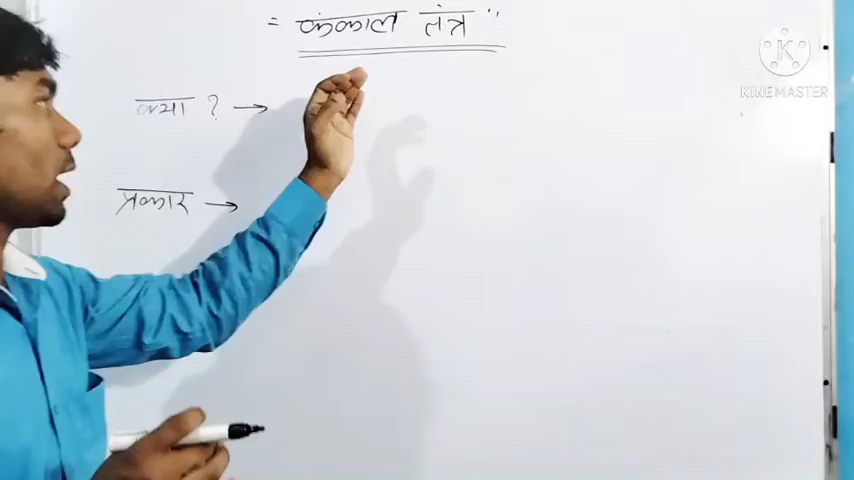 = कंकाल तंत्र "
क्या ? →
प्रकार →
KINEMASTER